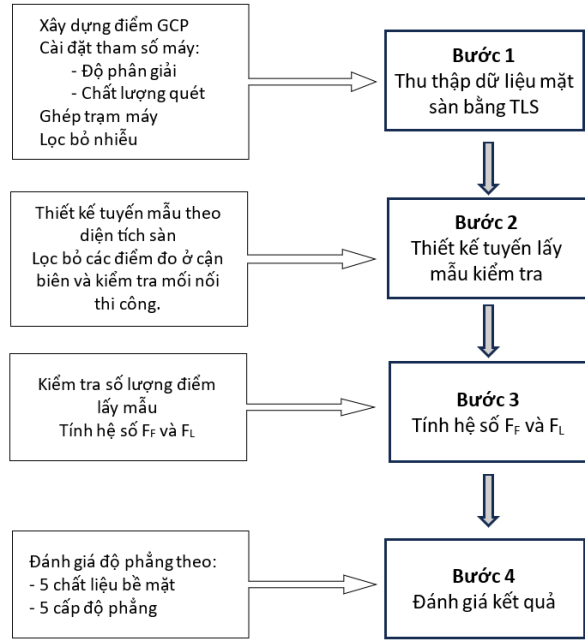 Xây dựng điểm GCP
Cài đặt tham số máy:
- Độ phân giải
- Chất lượng quét
Ghép trạm máy
Lọc bỏ nhiễu
Bước 1
Thu thập dữ liệu mặt
sàn bằng TLS
Thiết kế tuyến mẫu theo
diện tích sàn
Lọc bỏ các điểm đo ở cận
biên và kiểm tra mối nối
thi công.
Bước 2
Thiết kế tuyến lấy
mẫu kiểm tra
Kiểm tra số lượng điểm
lấy mẫu
Tính hệ số FF và FL
Bước 3
Tính hệ số FF và FL
Đánh giá độ phẳng theo:
- 5 chất liệu bề mặt
- 5 cấp độ phẳng
Bước 4
Đánh giá kết quả